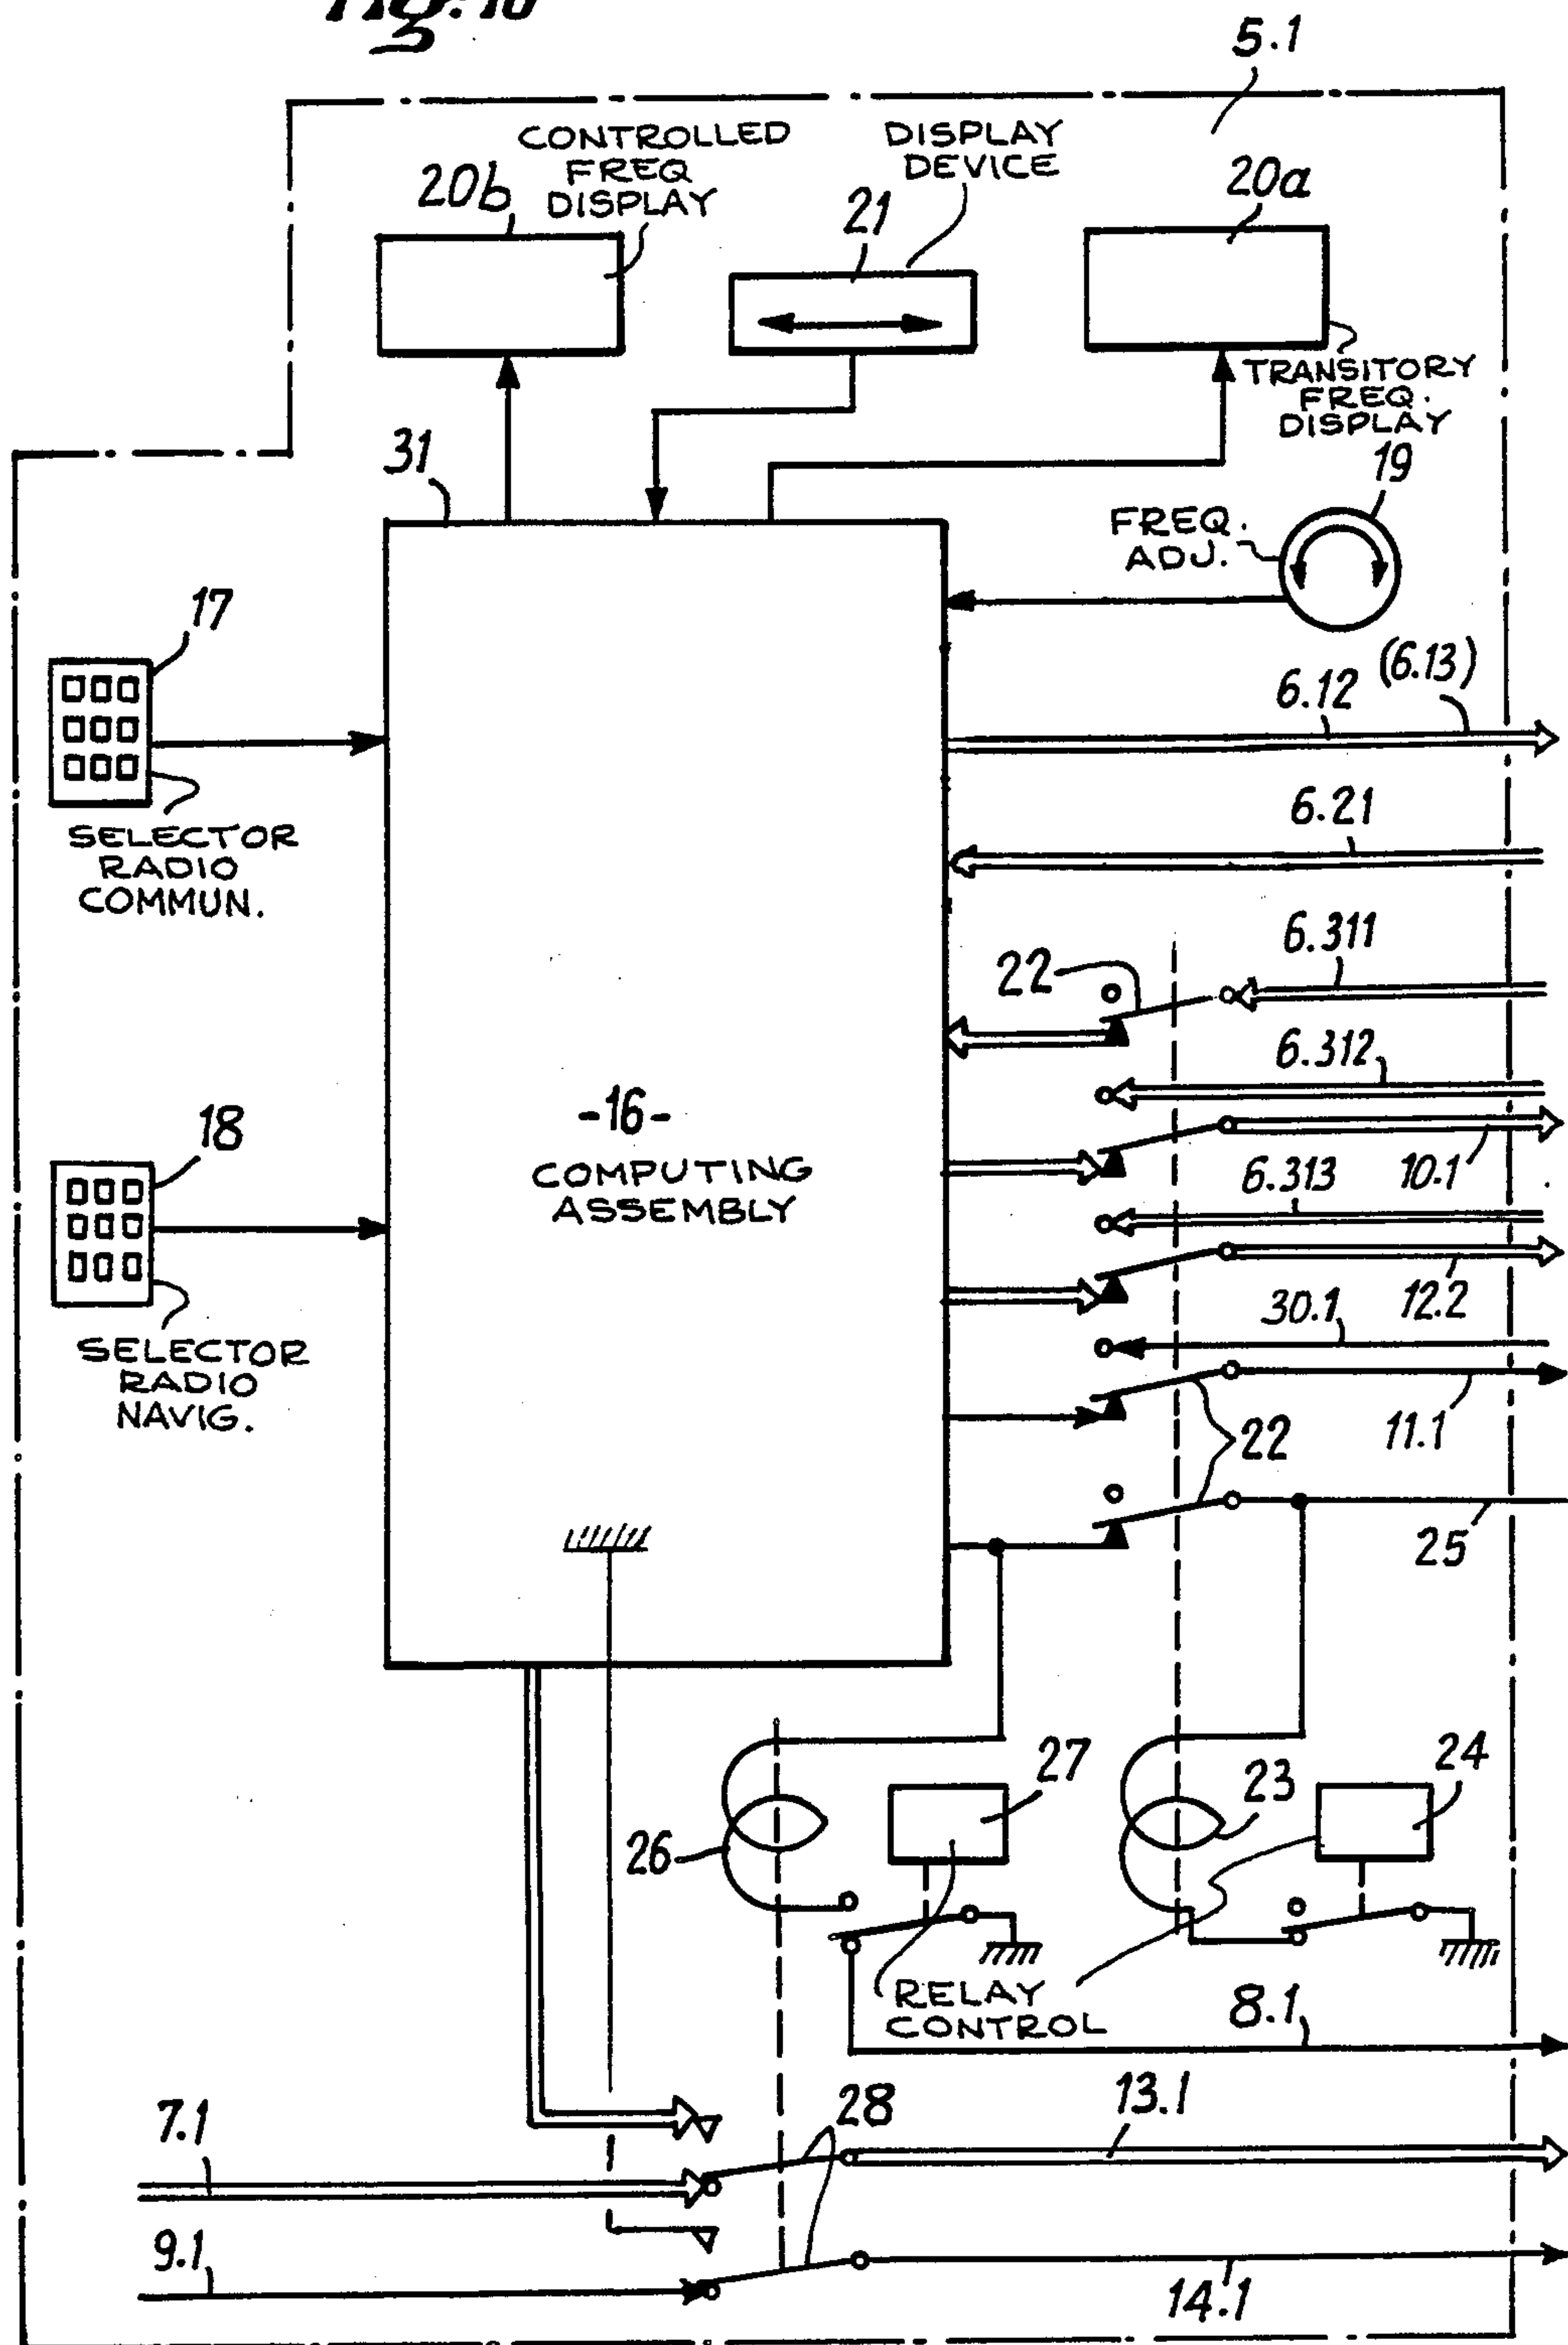 5.1
CONTROLLED
FREQ
DISPLAY
DISPLAY
DEVICE
20b
21
20a
TRANSITORY
FREQ.
DISPLAY
31
19
FREQ.
ADJ.
17
6.12
(6.13)
SELECTOR
RADIO
COMMUN.
6.21
6.311
22
6.312
-16-
COMPUTING
ASSEMBLY
18
10.1
6.313
12.2
SELECTOR
RADIO
NAVIG.
30.1
11.1
22
25
27
23
24
26
RELAY
CONTROL
8.1
7.1
28
13.1
9.1
14.1